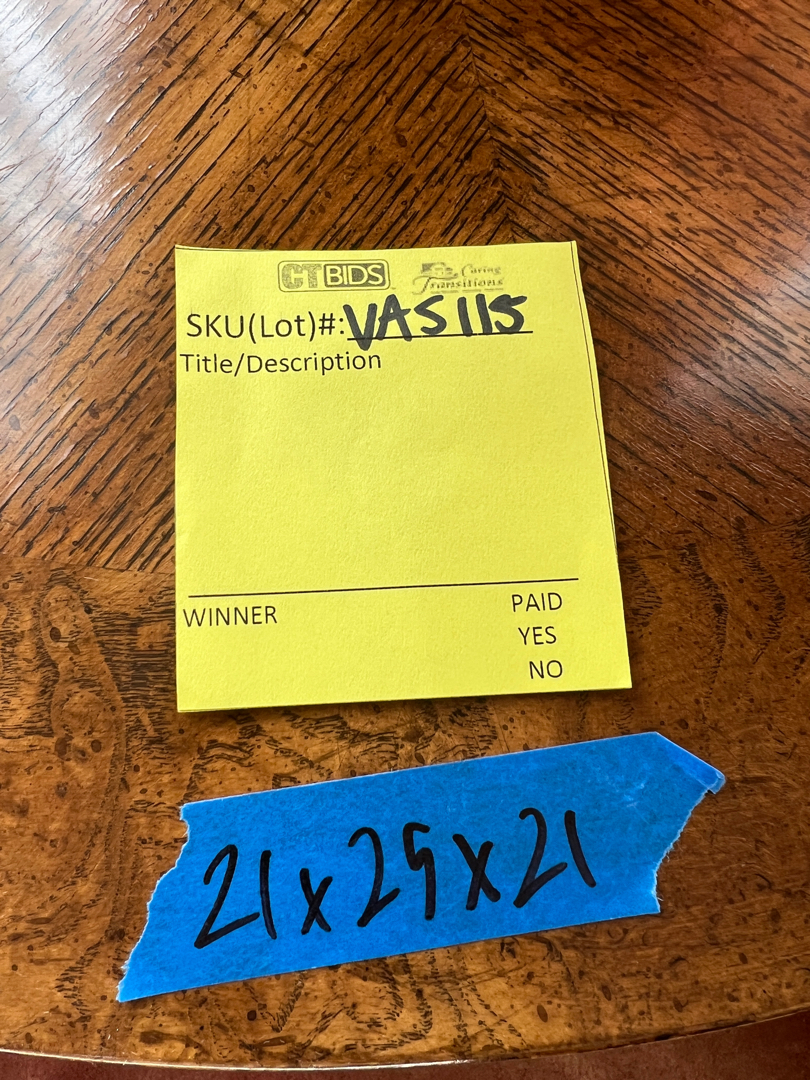 CTBIDS
Caring
Transitions
SKU(Lot)#:VAS115
Title/Description
WINNER
PAID
YES
NO
21x25x21